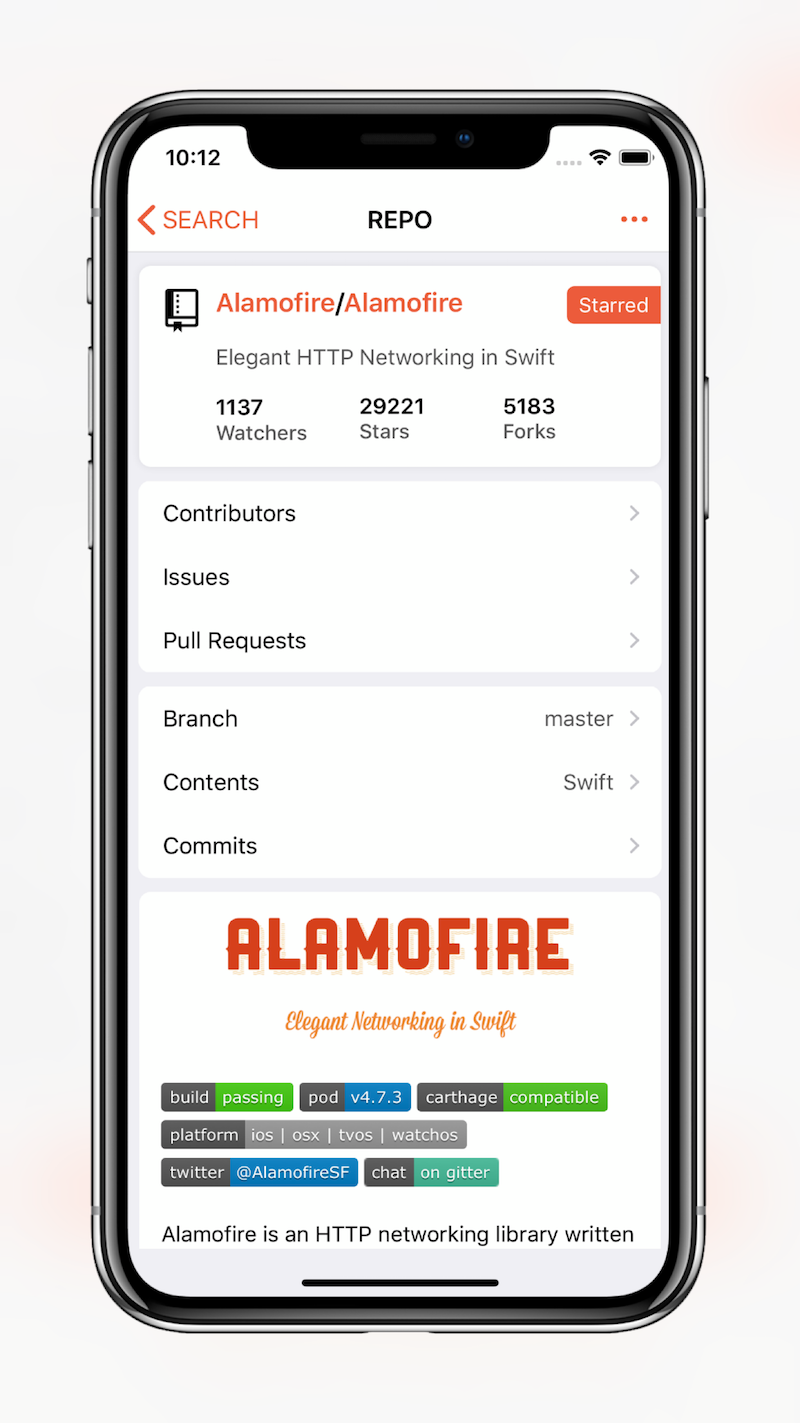 10:12
SEARCH REPO
Alamofire/Alamofire Starred
Elegant HTTP Networking in Swift
1137 29221 5183
Watchers Stars Forks
Contributors
Issues
Pull Requests
Branch master
Contents Swift
Commits
ALAMOFIRE
Elegant Networking in Swift
build passing pod v4.7.3 carthage compatible
platform ios | osx | tvos | watchos
twitter @AlamofireSF chat on gitter
Alamofire is an HTTP networking library written